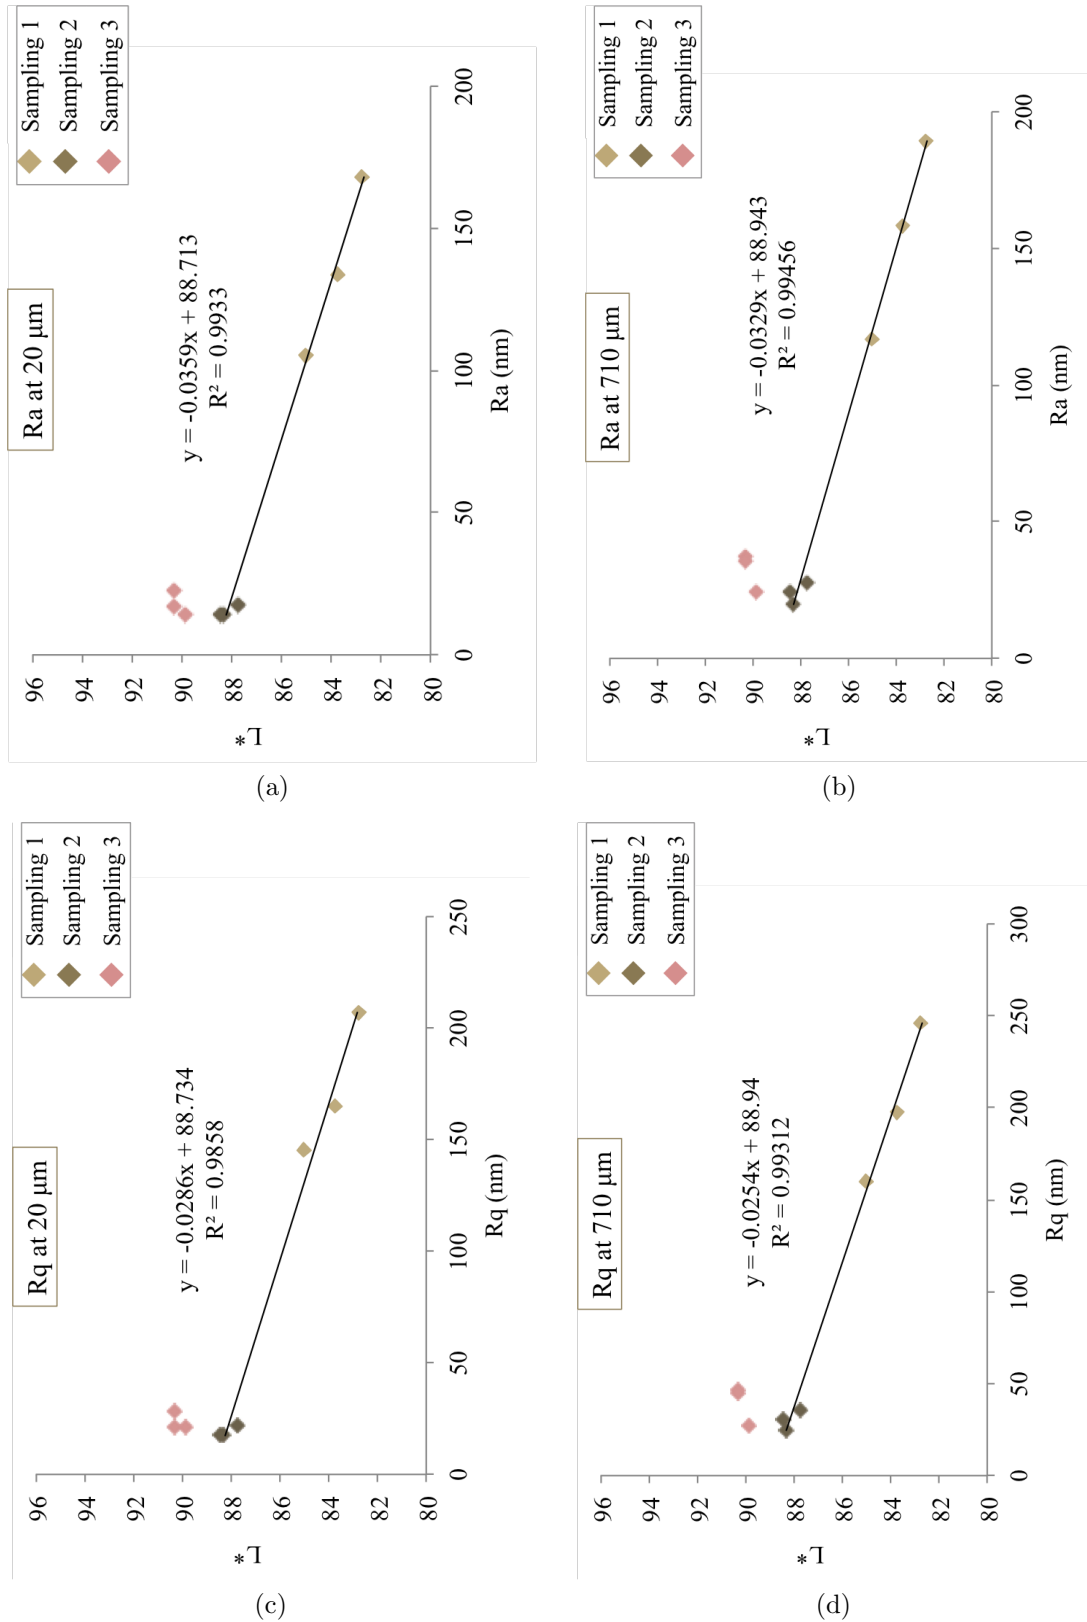 Ra at 20 µm
Sampling 1
Sampling 2
Sampling 3
y = -0.0359x + 88.713
R² = 0.9933
L*
96
94
92
90
88
86
84
82
80
0
50
100
150
200
Ra (nm)
(a)
Ra at 710 µm
Sampling 1
Sampling 2
Sampling 3
y = -0.0329x + 88.943
R² = 0.99456
L*
96
94
92
90
88
86
84
82
80
0
50
100
150
200
Ra (nm)
(b)
Rq at 20 µm
Sampling 1
Sampling 2
Sampling 3
y = -0.0286x + 88.734
R² = 0.9858
L*
96
94
92
90
88
86
84
82
80
0
50
100
150
200
250
Rq (nm)
(c)
Rq at 710 µm
Sampling 1
Sampling 2
Sampling 3
y = -0.0254x + 88.94
R² = 0.99312
L*
96
94
92
90
88
86
84
82
80
0
50
100
150
200
250
300
Rq (nm)
(d)